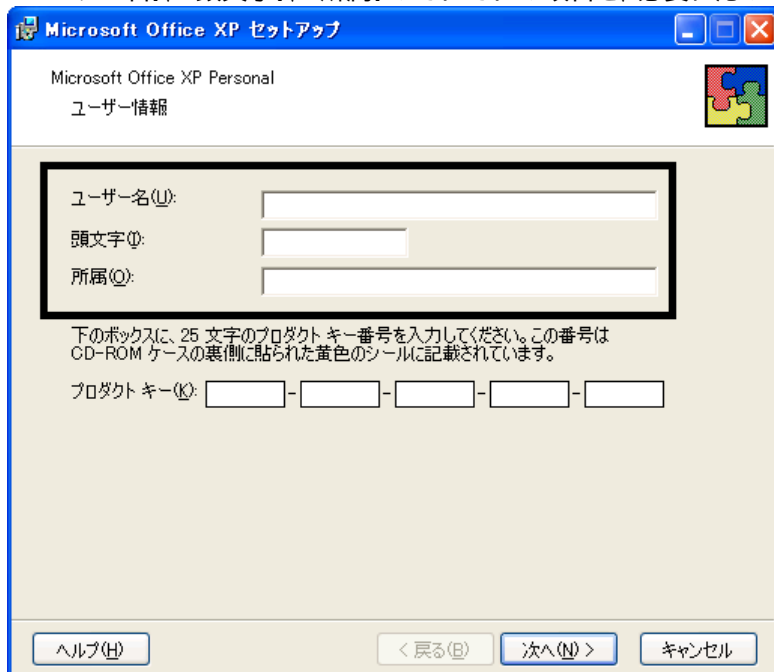 Microsoft Office XP セットアップ
Microsoft Office XP Personal
ユーザー情報
ユーザー名(U):
頭文字(I):
所属(O):
下のボックスに、25 文字のプロダクト キー番号を入力してください。この番号は
CD-ROM ケースの裏側に貼られた黄色のシールに記載されています。
プロダクト キー(K): - - - -
ヘルプ(H) < 戻る(B) 次へ(N) > キャンセル